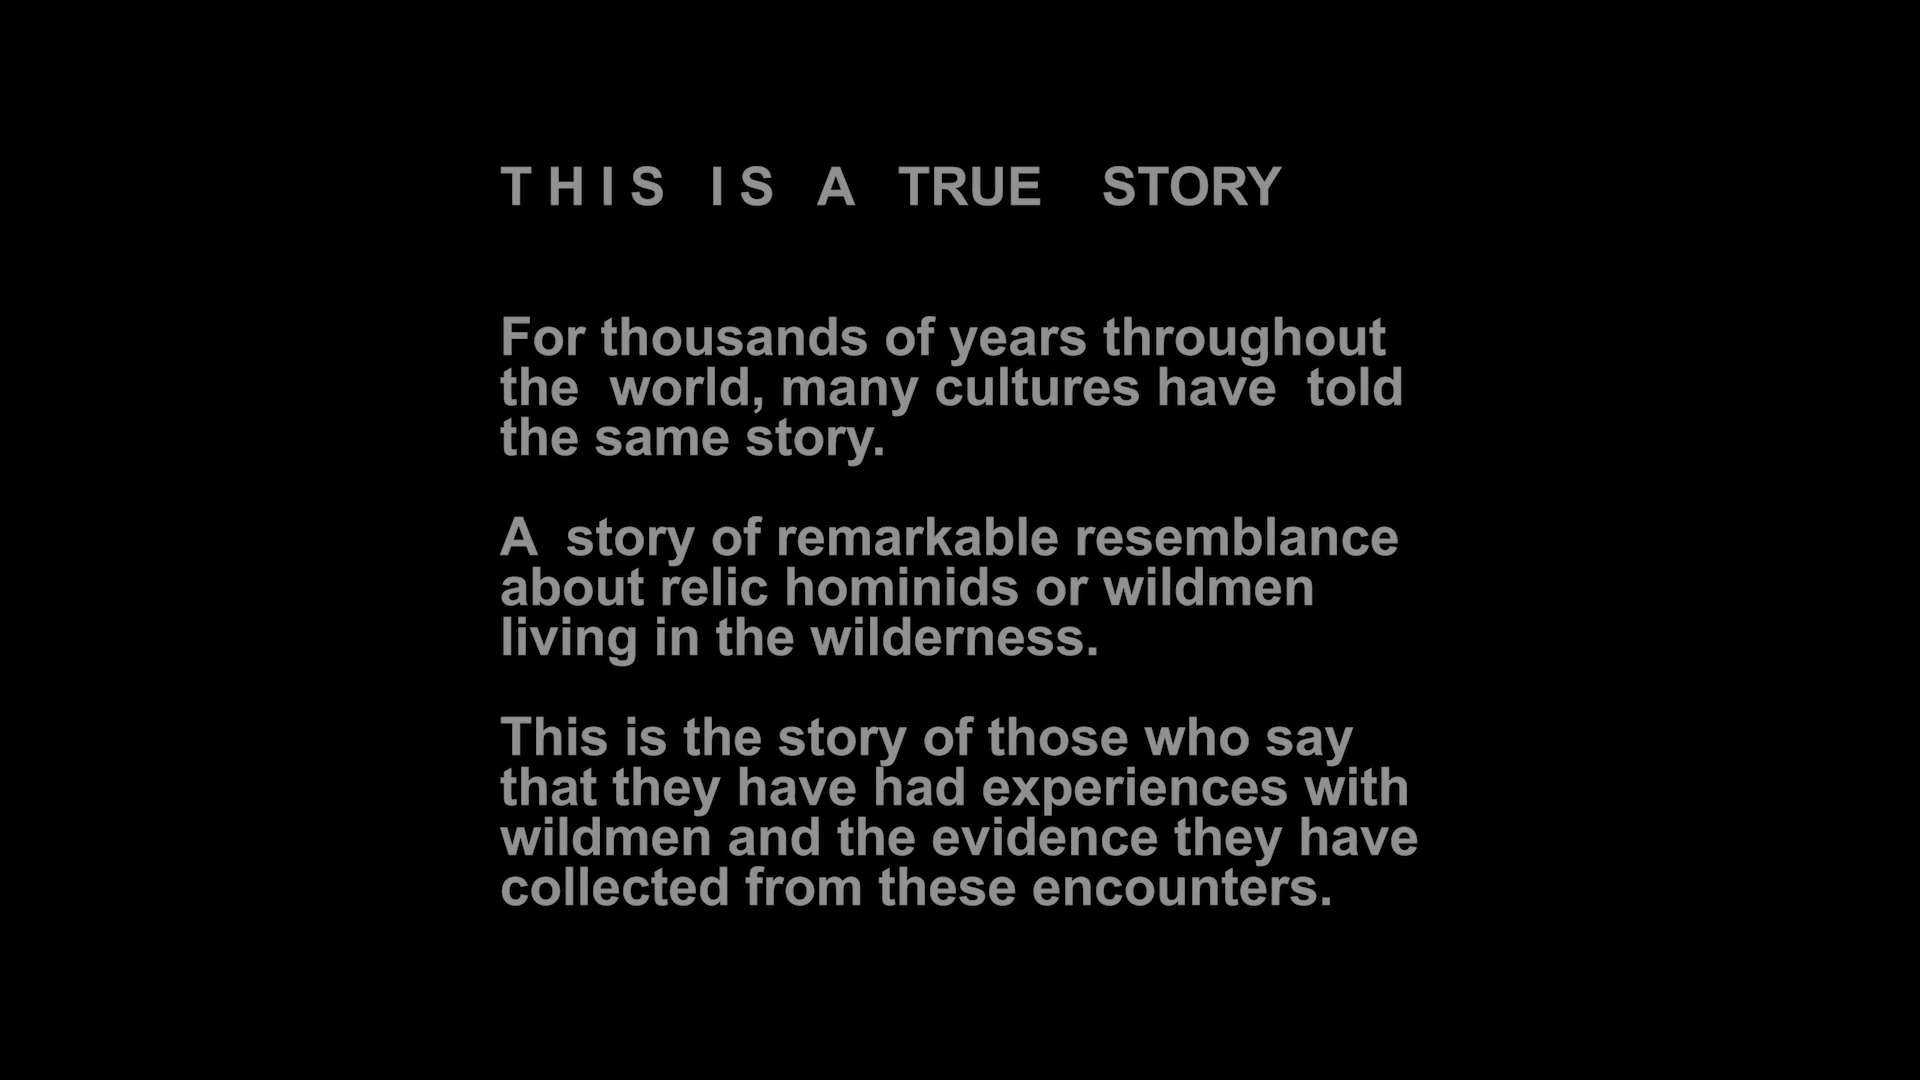 THIS IS A TRUE STORY
For thousands of years throughout
the world, many cultures have told
the same story.
A story of remarkable resemblance
about relic hominids or wildmen
living in the wilderness.
This is the story of those who say
that they have had experiences with
wildmen and the evidence they have
collected from these encounters.